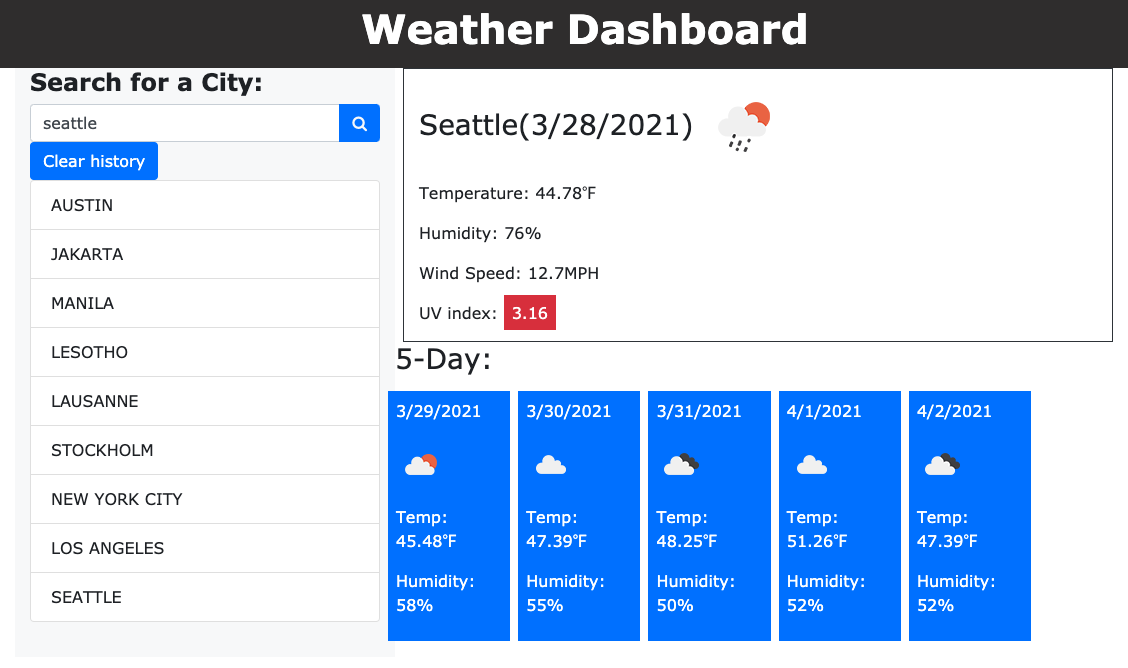 Weather Dashboard
Search for a City:
seattle
Clear history
AUSTIN
JAKARTA
MANILA
LESOTHO
LAUSANNE
STOCKHOLM
NEW YORK CITY
LOS ANGELES
SEATTLE
Seattle(3/28/2021)
Temperature: 44.78°F
Humidity: 76%
Wind Speed: 12.7MPH
UV index: 3.16
5-Day:
3/29/2021
Temp:
45.48°F
Humidity:
58%
3/30/2021
Temp:
47.39°F
Humidity:
55%
3/31/2021
Temp:
48.25°F
Humidity:
50%
4/1/2021
Temp:
51.26°F
Humidity:
52%
4/2/2021
Temp:
47.39°F
Humidity:
52%